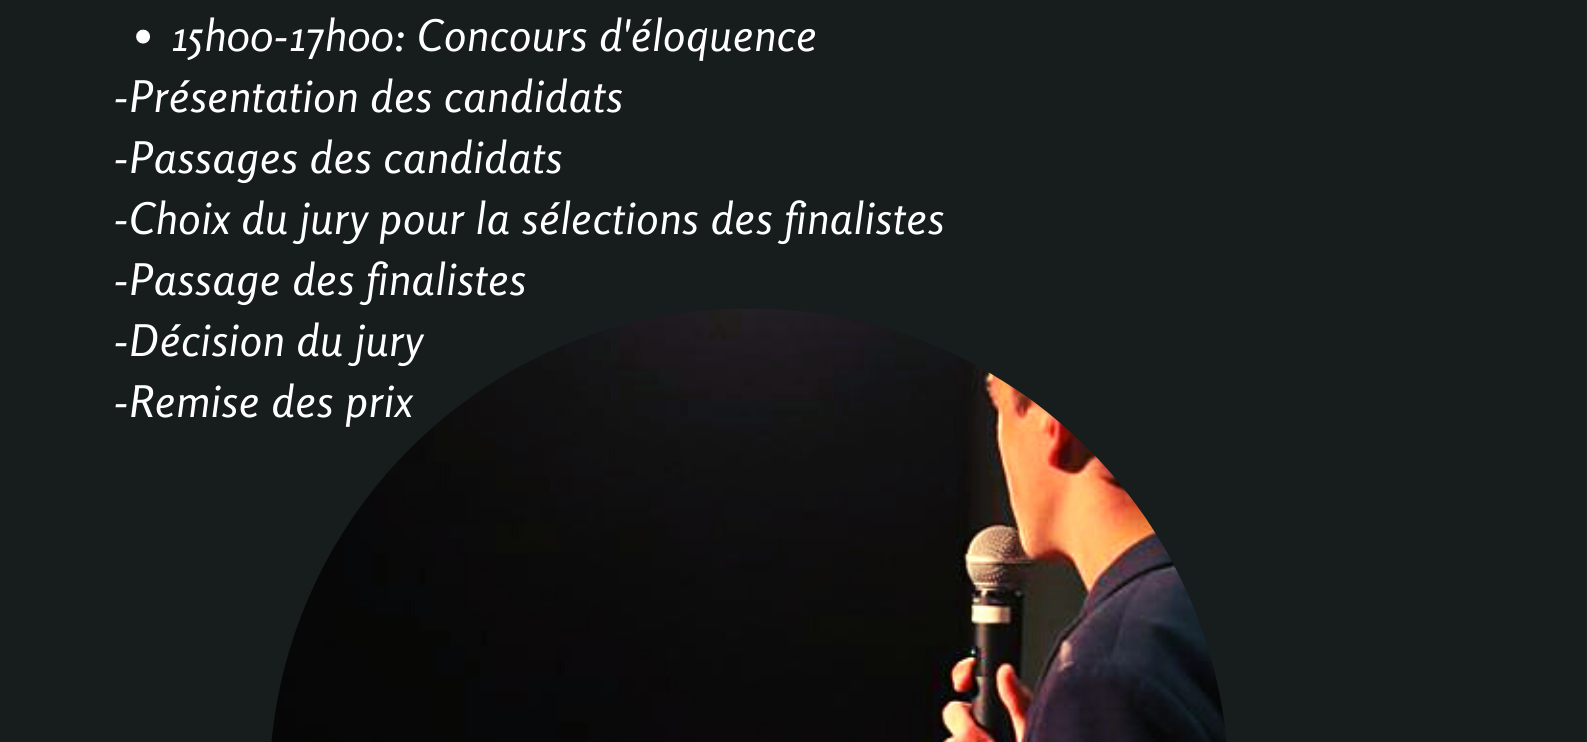 • 15h00-17h00: Concours d'éloquence
-Présentation des candidats
-Passages des candidats
-Choix du jury pour la sélections des finalistes
-Passage des finalistes
-Décision du jury
-Remise des prix